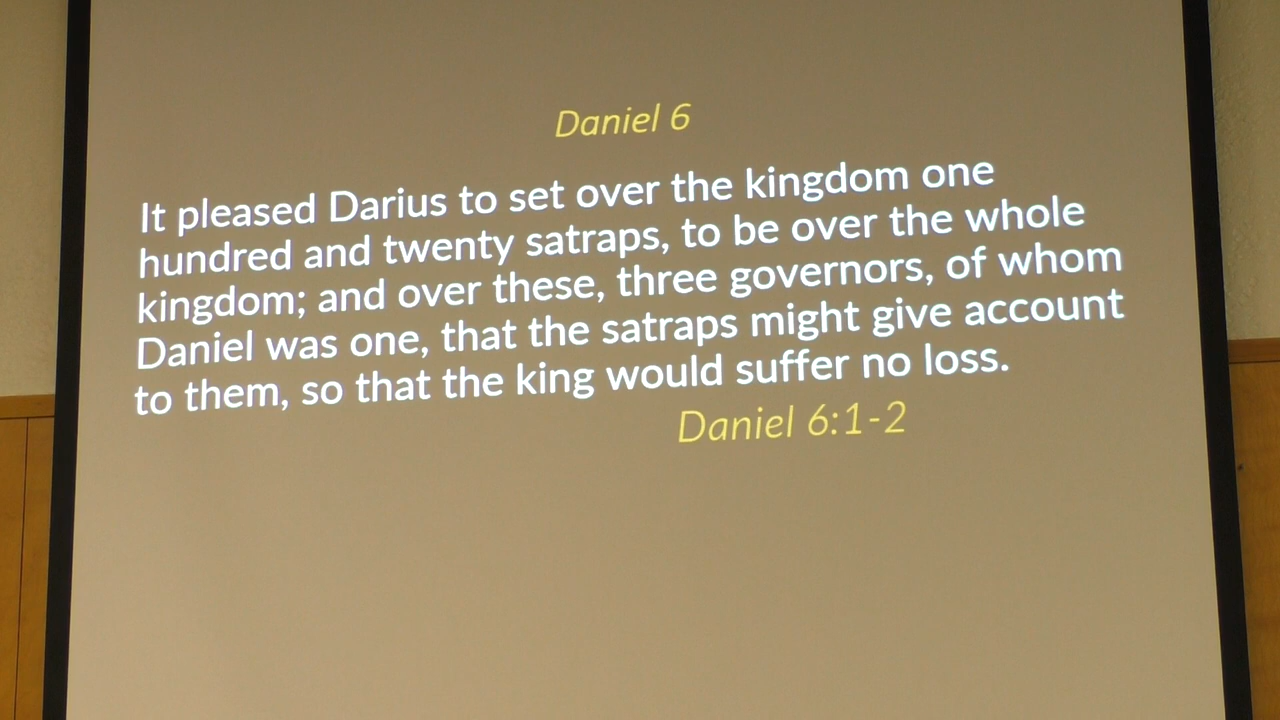 Daniel 6
It pleased Darius to set over the kingdom one
hundred and twenty satraps, to be over the whole
kingdom; and over these, three governors, of whom
Daniel was one, that the satraps might give account
to them, so that the king would suffer no loss.
Daniel 6:1-2